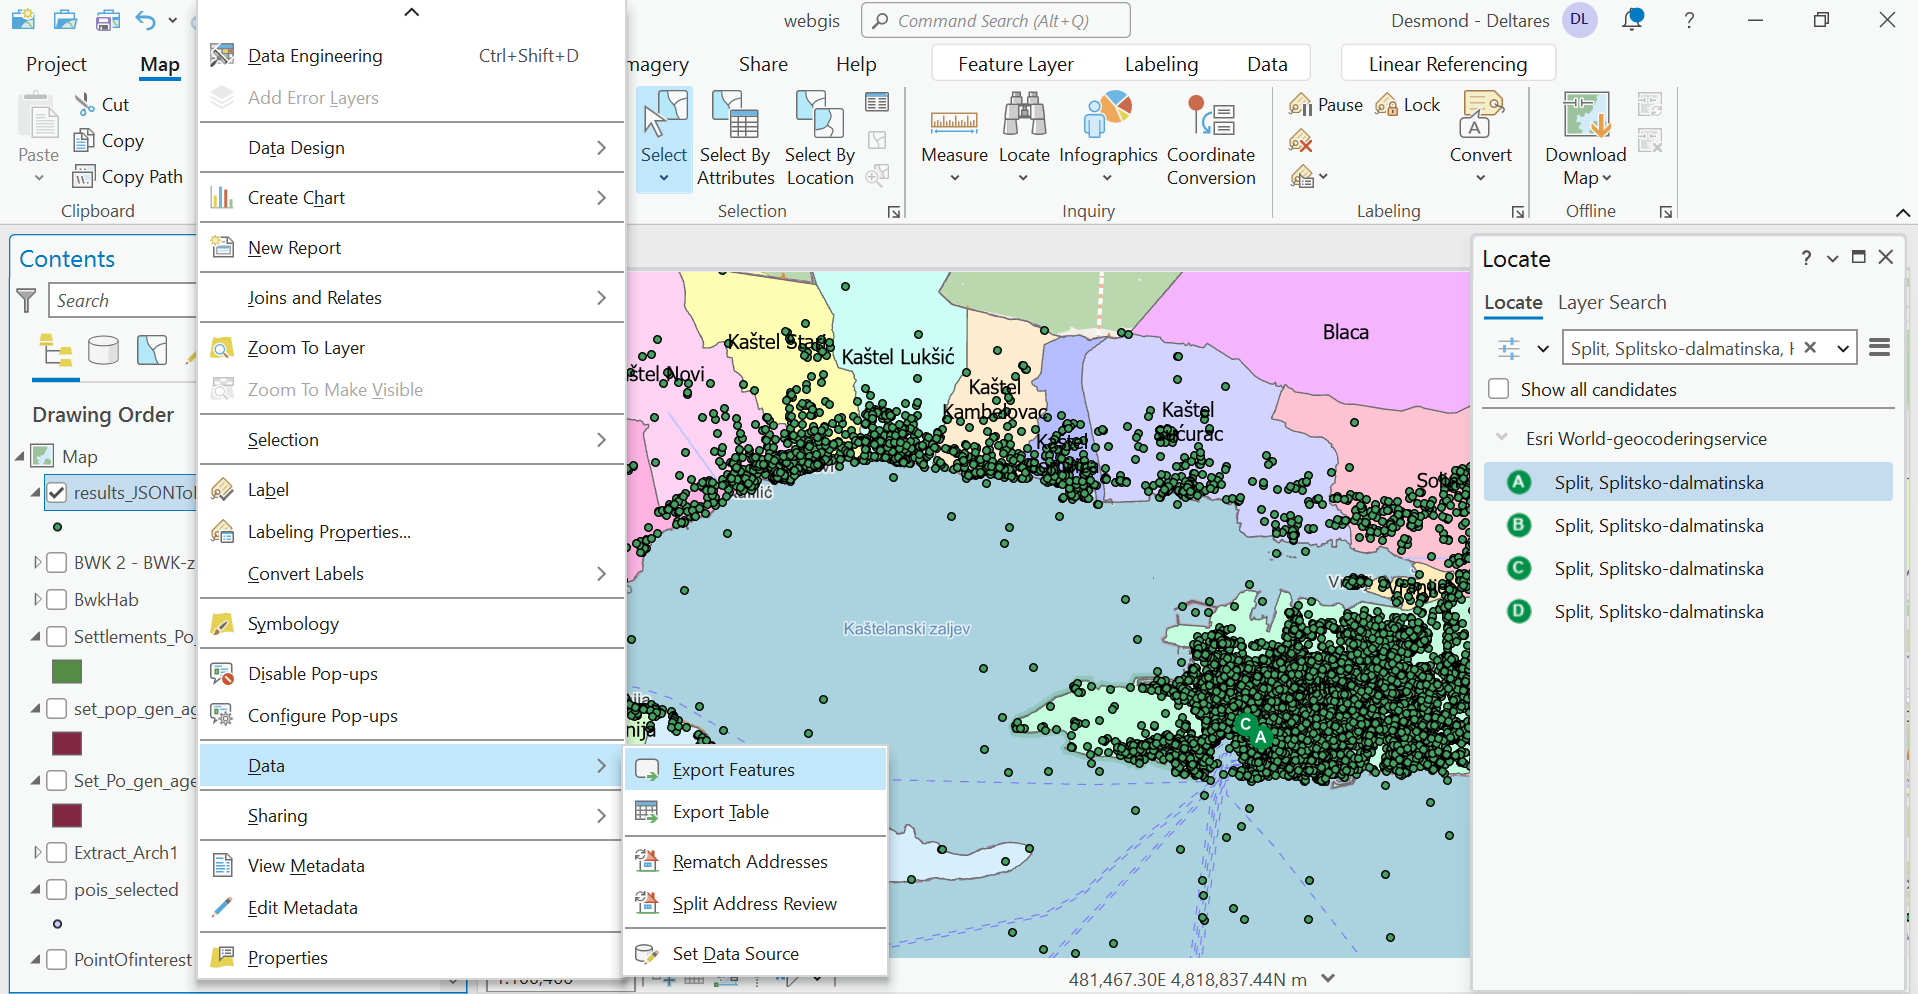 webgis
Command Search (Alt+Q)
Desmond - Deltares
DL
?
Project
Map
magery
Share
Help
Feature Layer
Labeling
Data
Linear Referencing
Paste
Cut
Copy
Copy Path
Clipboard
Select
Select By
Attributes
Select By
Location
Selection
Measure
Locate
Infographics
Coordinate
Conversion
Inquiry
Pause
Lock
Convert
Labeling
Download
Map
Offline
Contents
Search
Drawing Order
Map
results_JSONTo
BWK 2 - BWK-z
BwkHab
Settlements_Po
set_pop_gen_ag
Set_Po_gen_age
Extract_Arch1
pois_selected
PointOfinterest
Data Engineering Ctrl+Shift+D
Add Error Layers
Data Design
Create Chart
New Report
Joins and Relates
Zoom To Layer
Zoom To Make Visible
Selection
Label
Labeling Properties...
Convert Labels
Symbology
Disable Pop-ups
Configure Pop-ups
Data
Sharing
View Metadata
Edit Metadata
Properties
Export Features
Export Table
Rematch Addresses
Split Address Review
Set Data Source
Kaštel Stari
Kaštel Lukšić
Blaca
štel Novi
Kaštel
Kambelovac
Kaštel
Sućurac
Kaštel
Kaštelanski zaljev
Vranjic
C
A
481,467.30E 4,818,837.44N m
Locate
?
Locate
Layer Search
Split, Splitsko-dalmatinska,
Show all candidates
Esri World-geocoderingservice
A Split, Splitsko-dalmatinska
B Split, Splitsko-dalmatinska
C Split, Splitsko-dalmatinska
D Split, Splitsko-dalmatinska